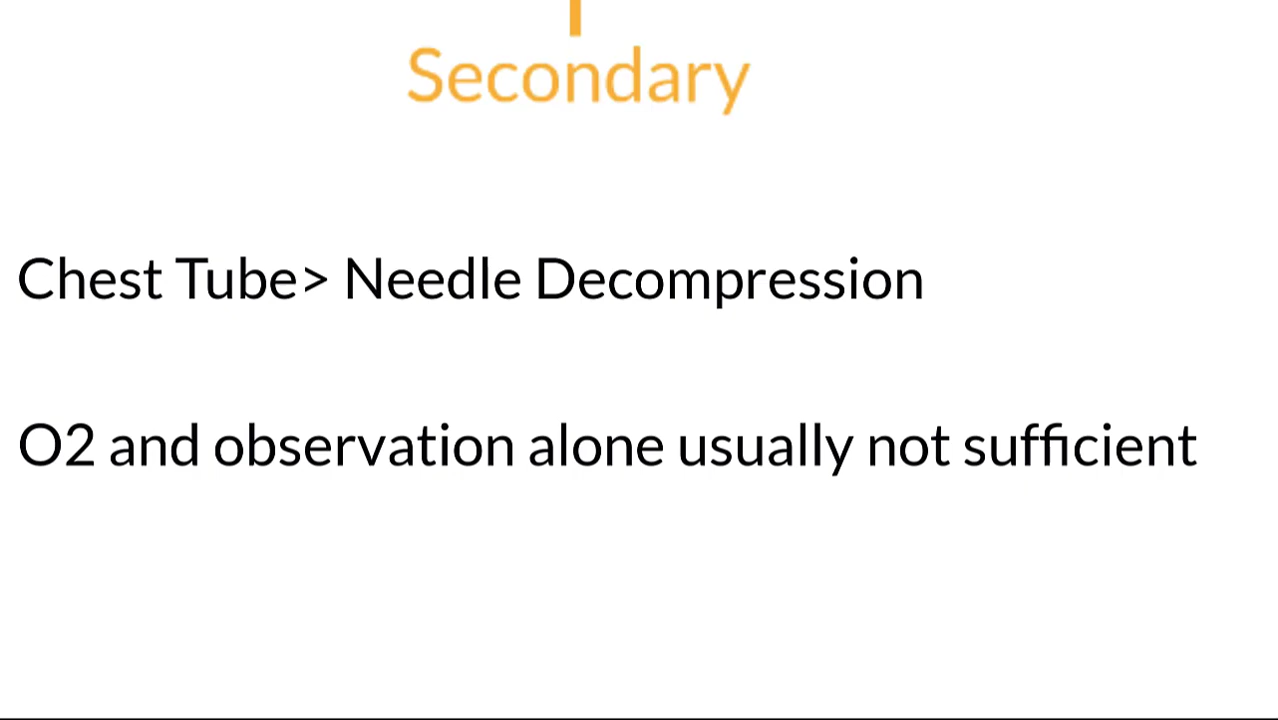 Secondary
Chest Tube> Needle Decompression
O2 and observation alone usually not sufficient